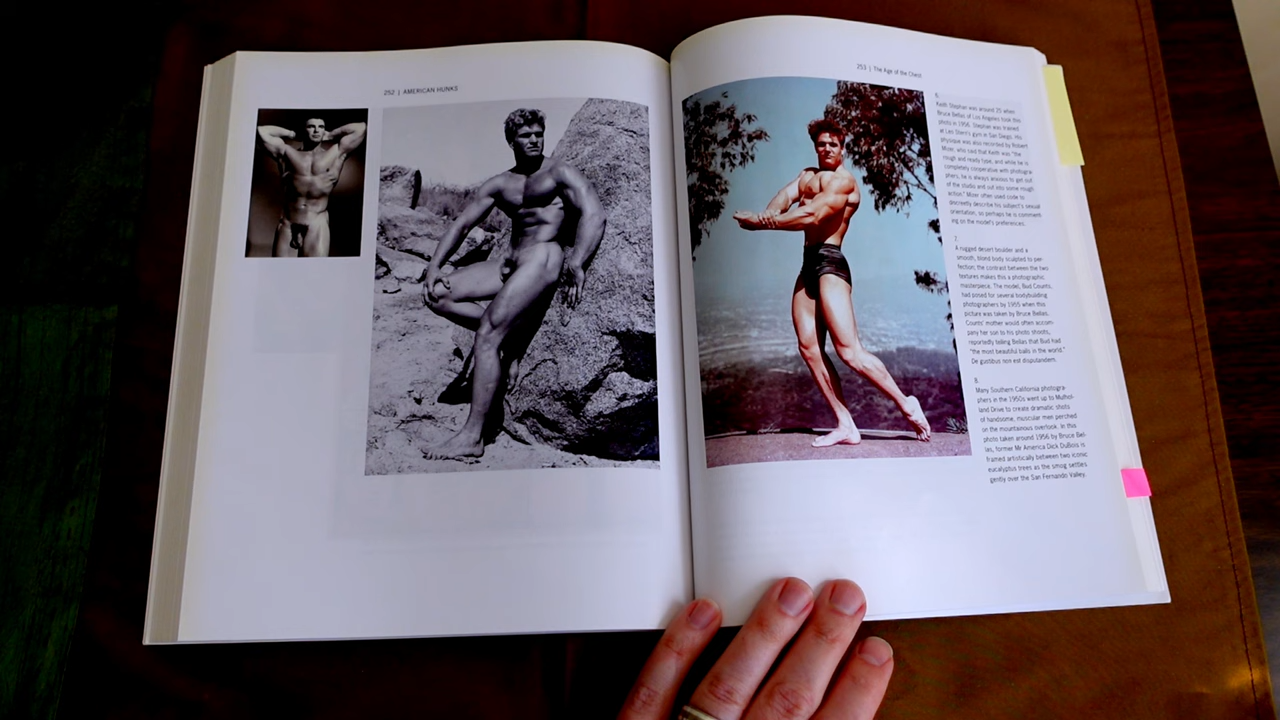 252 | AMERICAN HUNKS
253 | The Age of the Chest
6.
Keith Stephan was around 25 when
Bruce Bellas of Los Angeles took this
photo in 1956. Stephan was trained
at Leo Stern's gym in San Diego. His
physique was also recorded by Robert
Mizer, who said that Keith was "the
rough and ready type, and while he is
completely cooperative with photogra-
phers, he is always anxious to get out
of the studio and out into some rough
action." Mizer often used code to
discreetly describe his subject's sexual
orientation, so perhaps he is comment-
ing on the model's preferences.
7.
A rugged desert boulder and a
smooth, blond body sculpted to per-
fection; the contrast between the two
textures makes this a photographic
masterpiece. The model, Bud Counts,
had posed for several bodybuilding
photographers by 1955 when this
picture was taken by Bruce Bellas.
Counts' mother would often accom-
pany her son to his photo shoots,
reportedly telling Bellas that Bud had
"the most beautiful balls in the world."
De gustibus non est disputandem.
8.
Many Southern California photogra-
phers in the 1950s went up to Mulhol-
land Drive to create dramatic shots
of handsome, muscular men perched
on the mountainous overlook. In this
photo taken around 1956 by Bruce Bel-
las, former Mr America Dick DuBois is
framed artistically between two iconic
eucalyptus trees as the smog settles
gently over the San Fernando Valley.